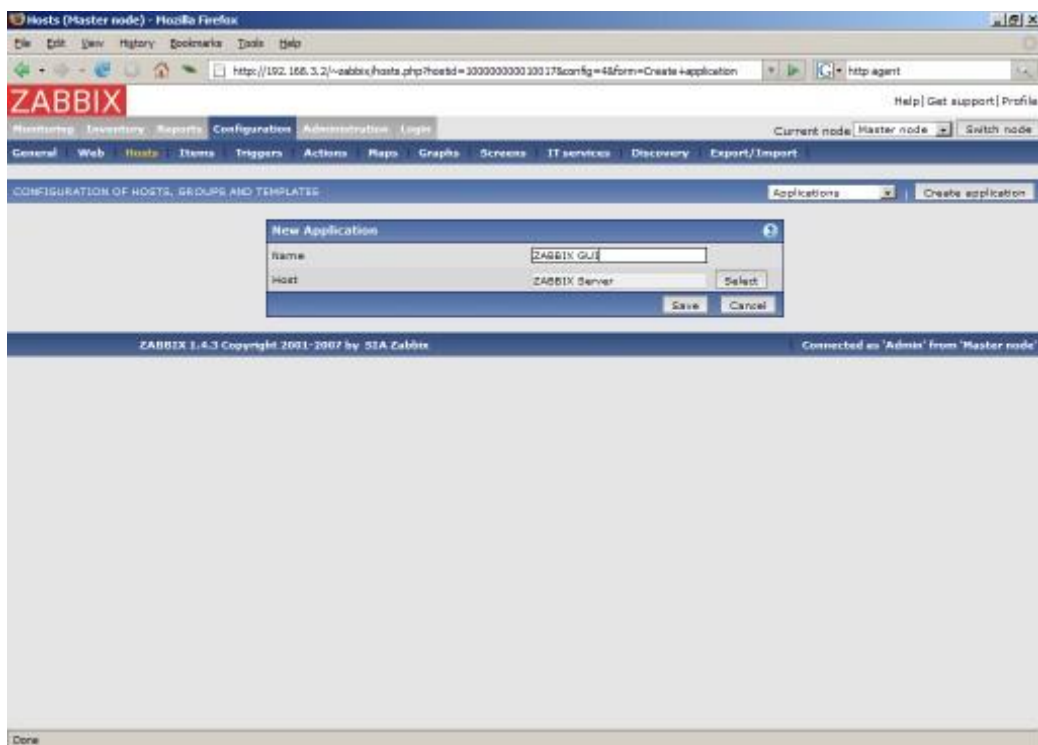 Hosts (Master node) - Mozilla Firefox
File Edit View History Bookmarks Tools Help
http://192.168.3.2/~zabbix/hosts.php?hostid=100000000010017&config=4&form=Create+application
http agent
ZABBIX
Help| Get support| Profile
Monitoring Inventory Reports Configuration Administration Login
Current node Master node Switch node
General Web Hosts Items Triggers Actions Maps Graphs Screens IT services Discovery Export/Import
CONFIGURATION OF HOSTS, GROUPS AND TEMPLATES
Applications Create application
New Application
Name ZABBIX GUI
Host ZABBIX Server Select
Save Cancel
ZABBIX 1.4.3 Copyright 2001-2007 by SIA Zabbix
Connected as 'Admin' from 'Master node'
Done